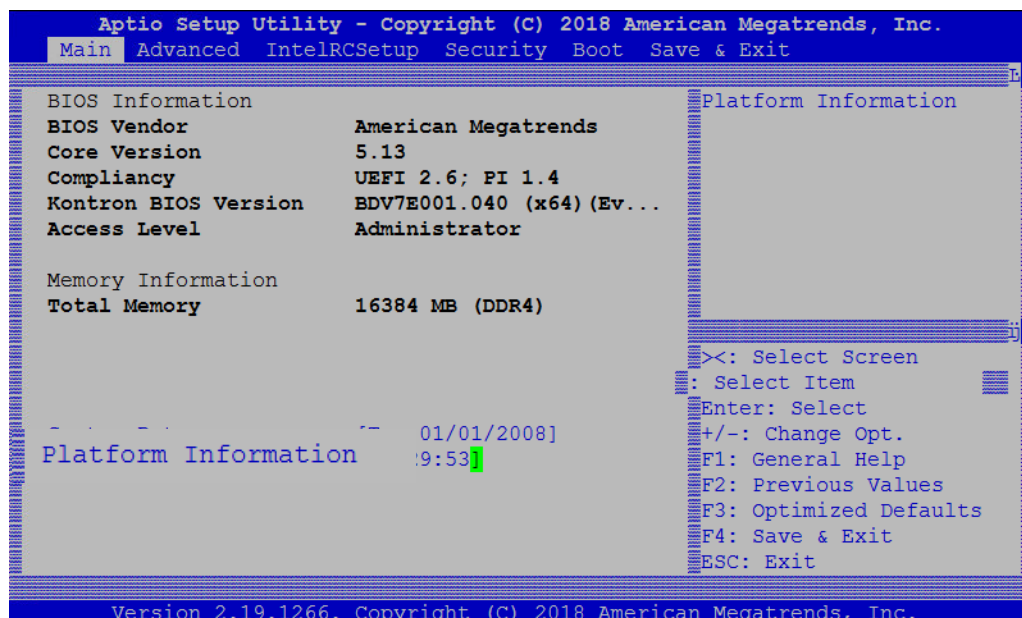 Aptio Setup Utility - Copyright (C) 2018 American Megatrends, Inc.
Main Advanced IntelRCSetup Security Boot Save & Exit
BIOS Information
BIOS Vendor American Megatrends
Core Version 5.13
Compliancy UEFI 2.6; PI 1.4
Kontron BIOS Version BDV7E001.040 (x64)(Ev...
Access Level Administrator
Memory Information
Total Memory 16384 MB (DDR4)
01/01/2008]
Platform Information :9:53]
Platform Information
><: Select Screen
: Select Item
Enter: Select
+/-: Change Opt.
F1: General Help
F2: Previous Values
F3: Optimized Defaults
F4: Save & Exit
ESC: Exit
Version 2.19.1266. Copyright (C) 2018 American Megatrends, Inc.